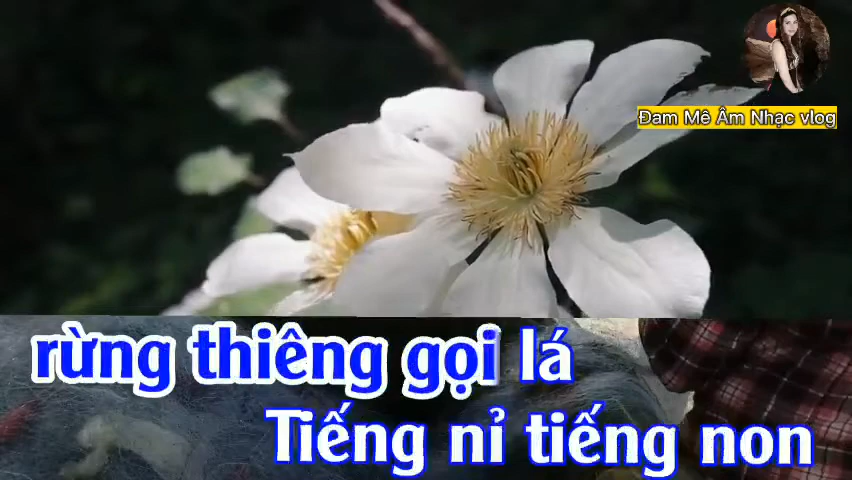 Đam Mê Âm Nhạc vlog
rừng thiêng gọi lá
Tiếng nỉ tiếng non